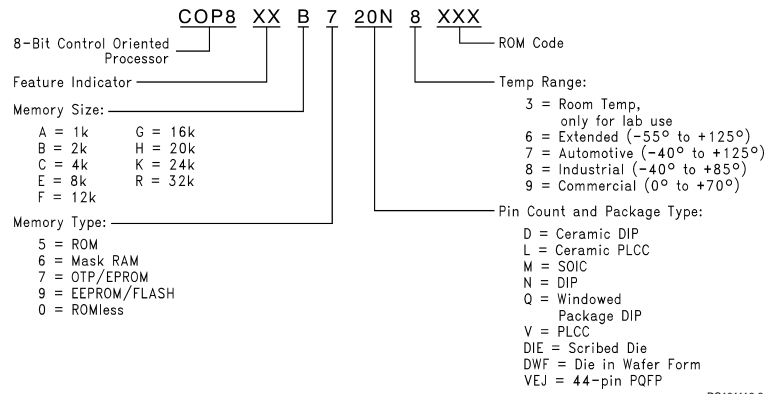 COP8 XX B 7 20N 8 XXX
8-Bit Control Oriented
Processor
Feature Indicator
Memory Size:
A = 1k G = 16k
B = 2k H = 20k
C = 4k K = 24k
E = 8k R = 32k
F = 12k
Memory Type:
5 = ROM
6 = Mask RAM
7 = OTP/EPROM
9 = EEPROM/FLASH
0 = ROMless
ROM Code
Temp Range:
3 = Room Temp,
only for lab use
6 = Extended (-55° to +125°)
7 = Automotive (-40° to +125°)
8 = Industrial (-40° to +85°)
9 = Commercial (0° to +70°)
Pin Count and Package Type:
D = Ceramic DIP
L = Ceramic PLCC
M = SOIC
N = DIP
Q = Windowed
Package DIP
V = PLCC
DIE = Scribed Die
DWF = Die in Wafer Form
VEJ = 44-pin PQFP